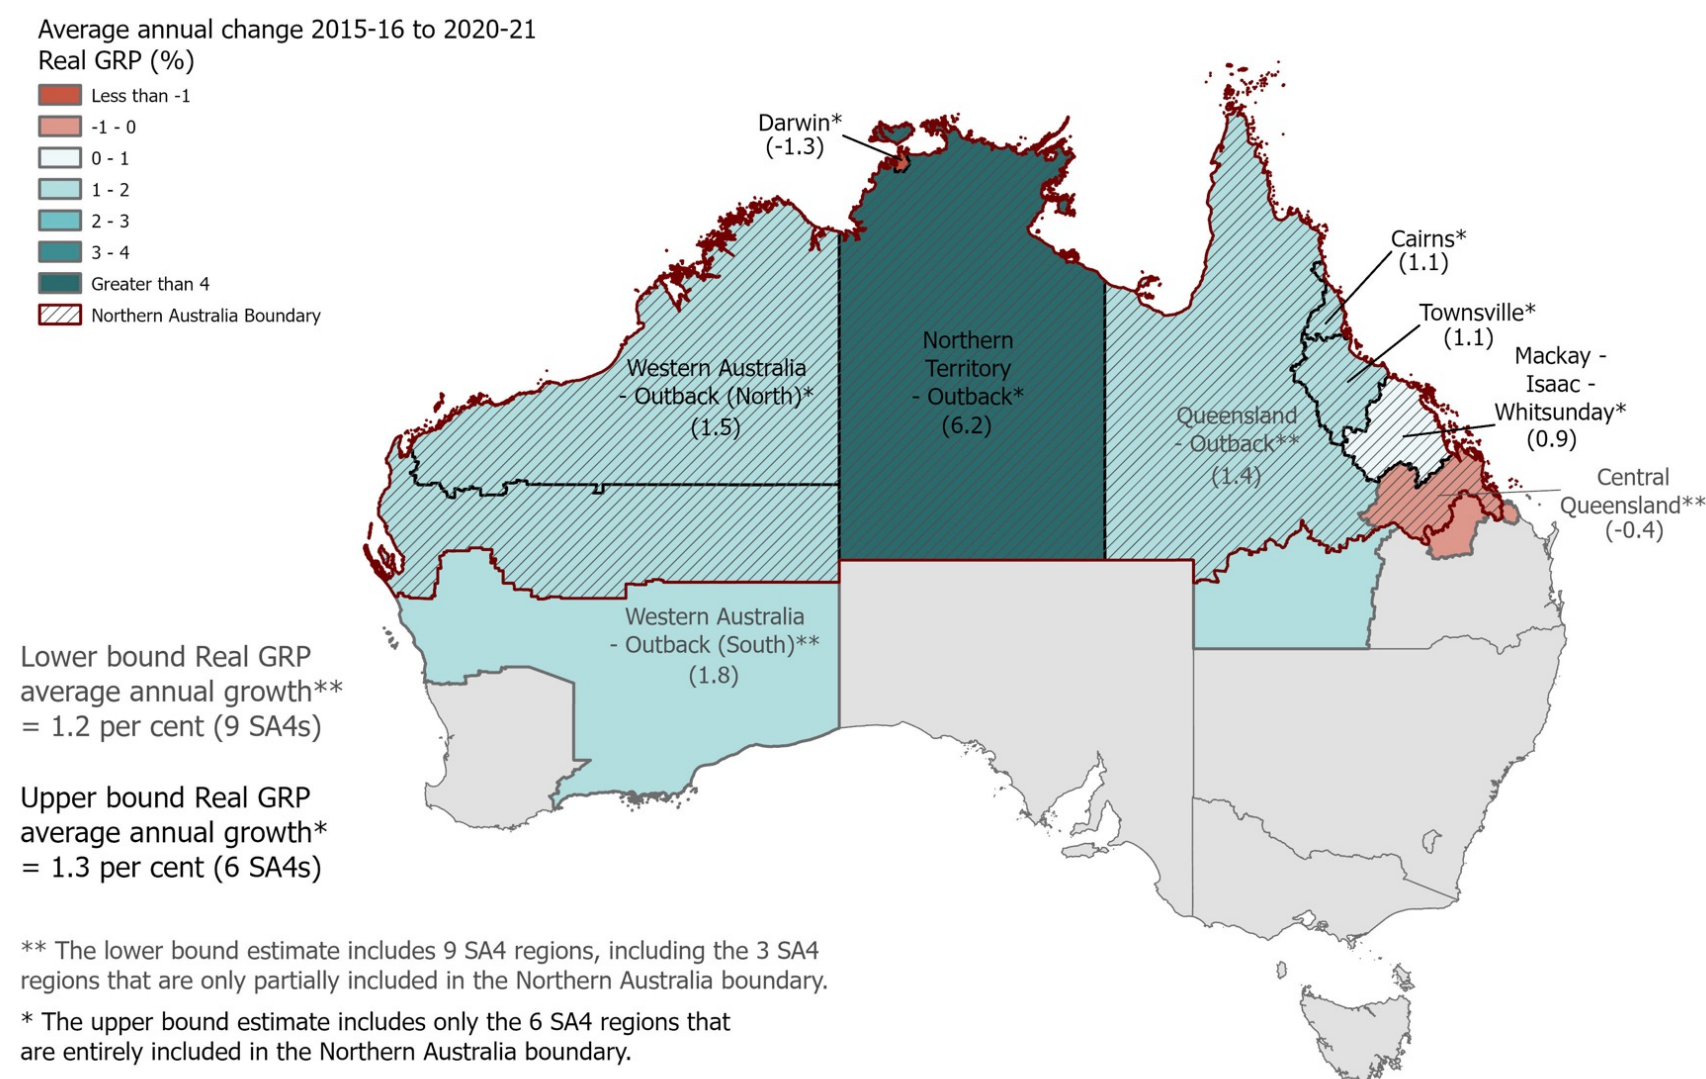 Average annual change 2015-16 to 2020-21
Real GRP (%)
Less than -1
-1 - 0
0 - 1
1 - 2
2 - 3
3 - 4
Greater than 4
Northern Australia Boundary
Darwin*
(-1.3)
Cairns*
(1.1)
Townsville*
(1.1)
Mackay -
Isaac -
Whitsunday*
(0.9)
Western Australia
- Outback (North)*
(1.5)
Northern
Territory
- Outback*
(6.2)
Queensland
- Outback**
(1.4)
Central
Queensland**
(-0.4)
Western Australia
- Outback (South)**
(1.8)
Lower bound Real GRP
average annual growth**
= 1.2 per cent (9 SA4s)
Upper bound Real GRP
average annual growth*
= 1.3 per cent (6 SA4s)
** The lower bound estimate includes 9 SA4 regions, including the 3 SA4
regions that are only partially included in the Northern Australia boundary.
* The upper bound estimate includes only the 6 SA4 regions that
are entirely included in the Northern Australia boundary.